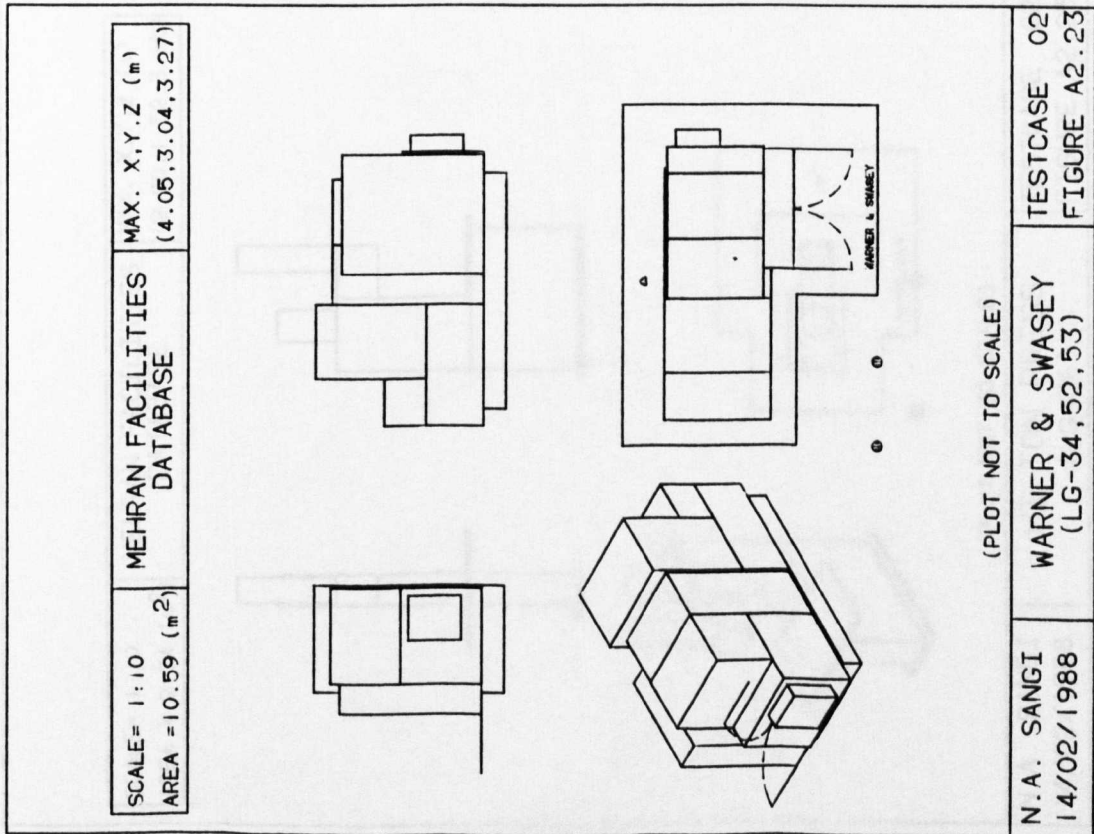 SCALE= 1:10
AREA =10.59 (m^2)
MEHRAN FACILITIES
DATABASE
MAX. X,Y,Z (m)
(4.05,3.04,3.27)
WARNER & SWASEY
(PLOT NOT TO SCALE)
N.A. SANGI
14/02/1988
WARNER & SWASEY
(LG-34,52,53)
TESTCASE 02
FIGURE A2.23